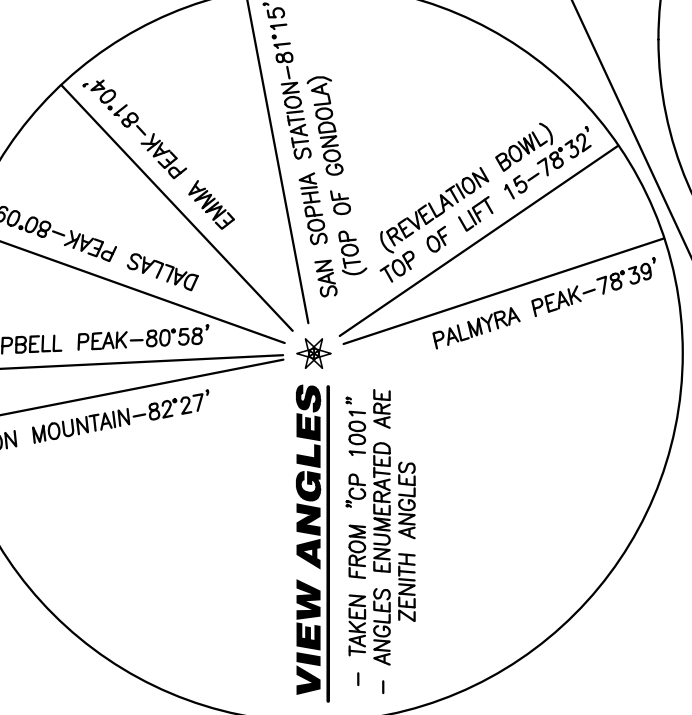 SAN SOPHIA STATION-81°15'
(TOP OF GONDOLA)
EMMA PEAK-81°04'
DALLAS PEAK-80°09
PBELL PEAK-80°58'
ON MOUNTAIN-82°27'
(REVELATION BOWL)
TOP OF LIFT 15-78°32'
PALMYRA PEAK-78°39'
VIEW ANGLES
- TAKEN FROM "CP 1001"
- ANGLES ENUMERATED ARE
ZENITH ANGLES